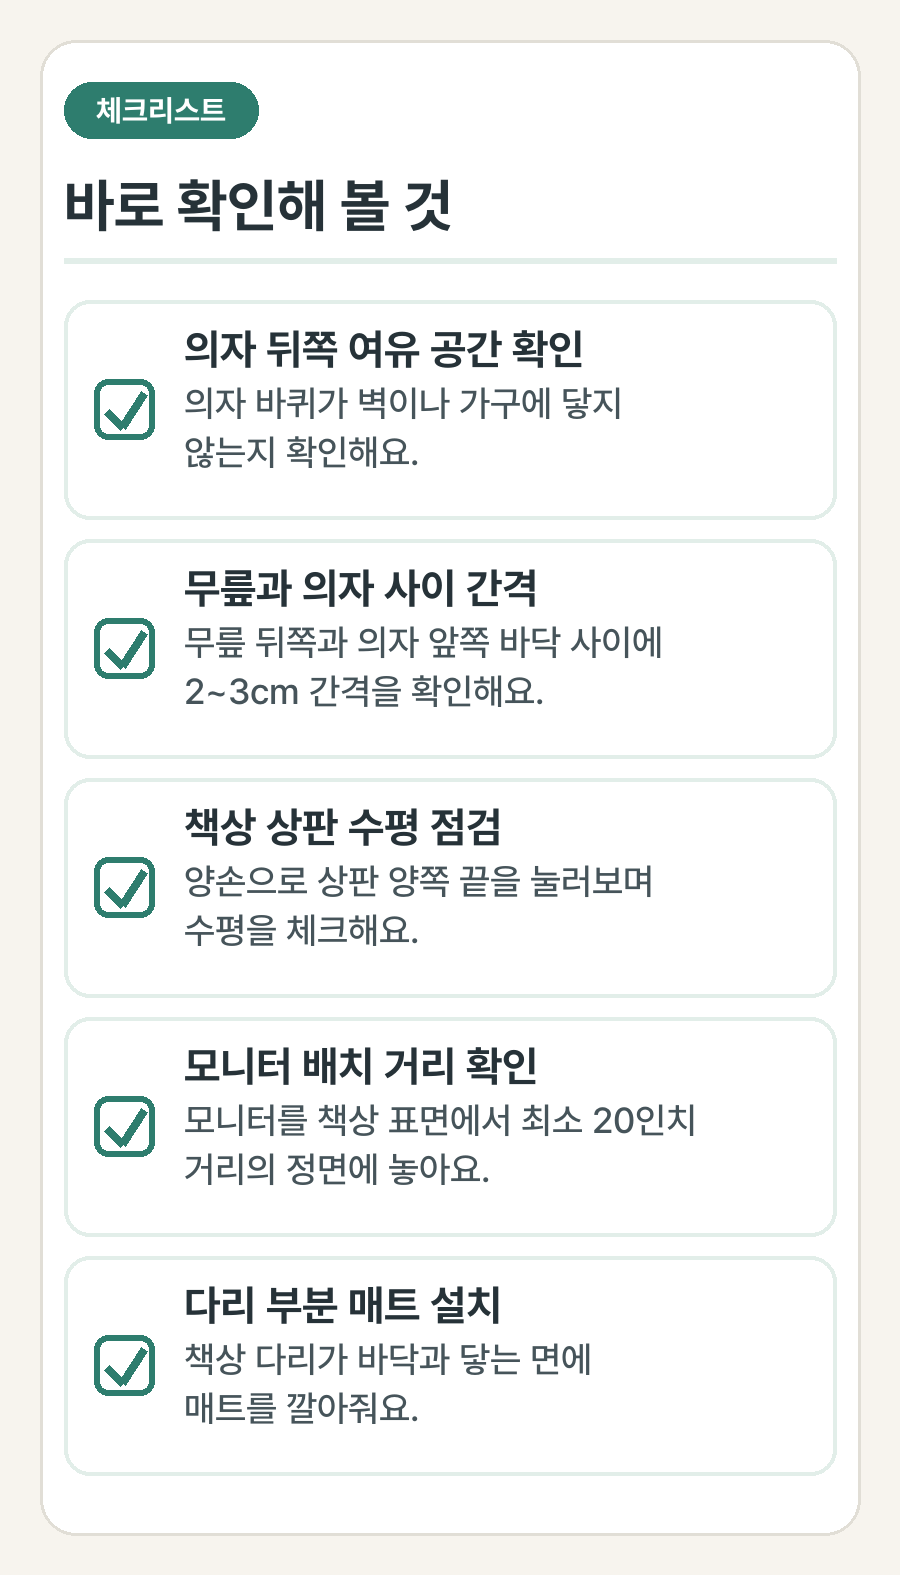 체크리스트
바로 확인해 볼 것
의자 뒤쪽 여유 공간 확인
의자 바퀴가 벽이나 가구에 닿지
않는지 확인해요.
무릎과 의자 사이 간격
무릎 뒤쪽과 의자 앞쪽 바닥 사이에
2~3cm 간격을 확인해요.
책상 상판 수평 점검
양손으로 상판 양쪽 끝을 눌러보며
수평을 체크해요.
모니터 배치 거리 확인
모니터를 책상 표면에서 최소 20인치
거리의 정면에 놓아요.
다리 부분 매트 설치
책상 다리가 바닥과 닿는 면에
매트를 깔아줘요.